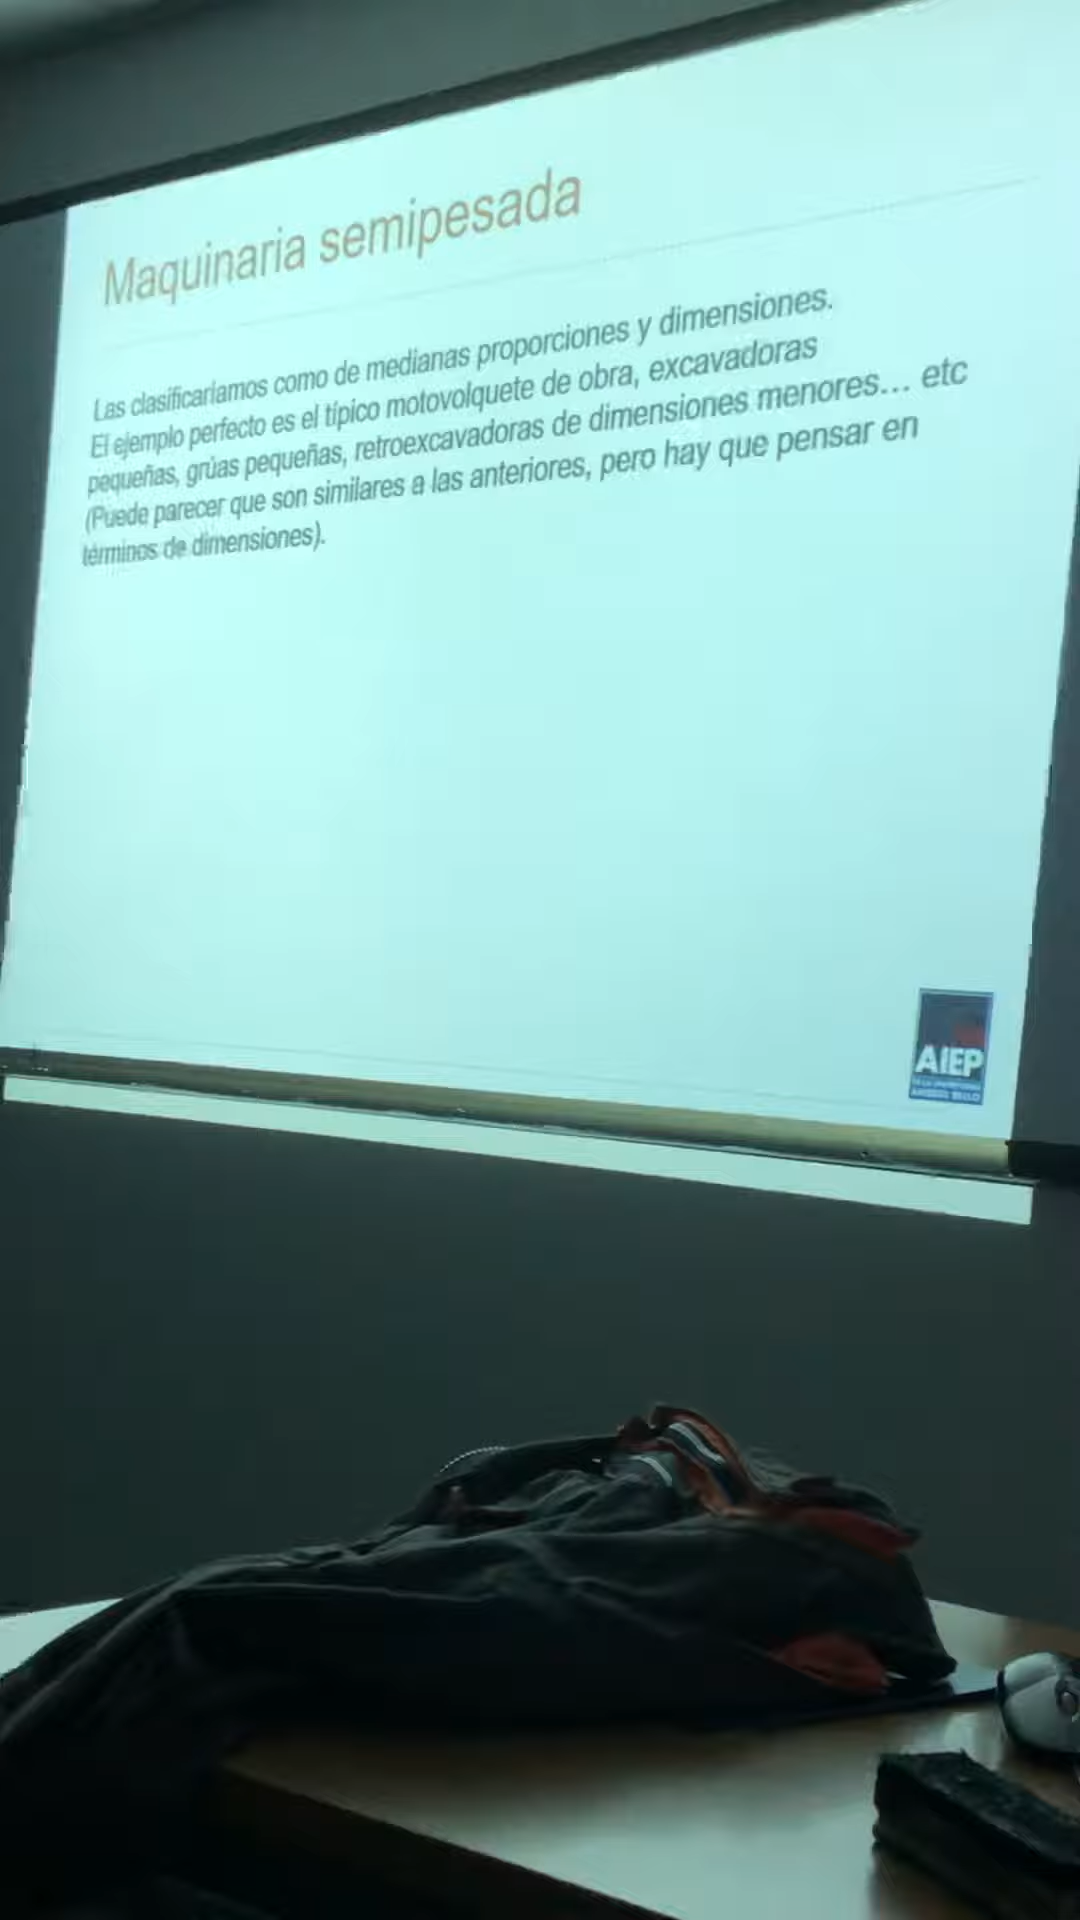 Maquinaria semipesada
Las clasificaríamos como de medianas proporciones y dimensiones.
El ejemplo perfecto es el típico motovolquete de obra, excavadoras
pequeñas, grúas pequeñas, retroexcavadoras de dimensiones menores... etc
(Puede parecer que son similares a las anteriores, pero hay que pensar en
términos de dimensiones).
AIEP